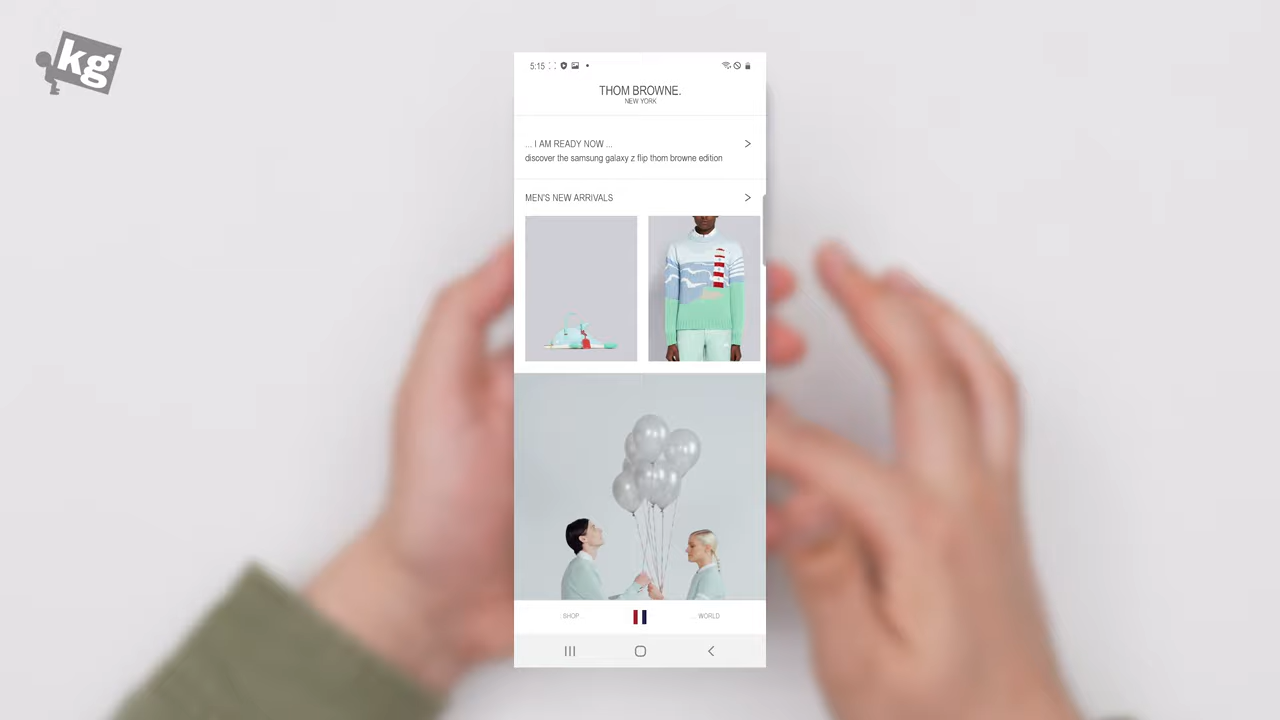 kg
5:15
THOM BROWNE.
NEW YORK
... I AM READY NOW ...
discover the samsung galaxy z flip thom browne edition
MEN'S NEW ARRIVALS
SHOP
... WORLD